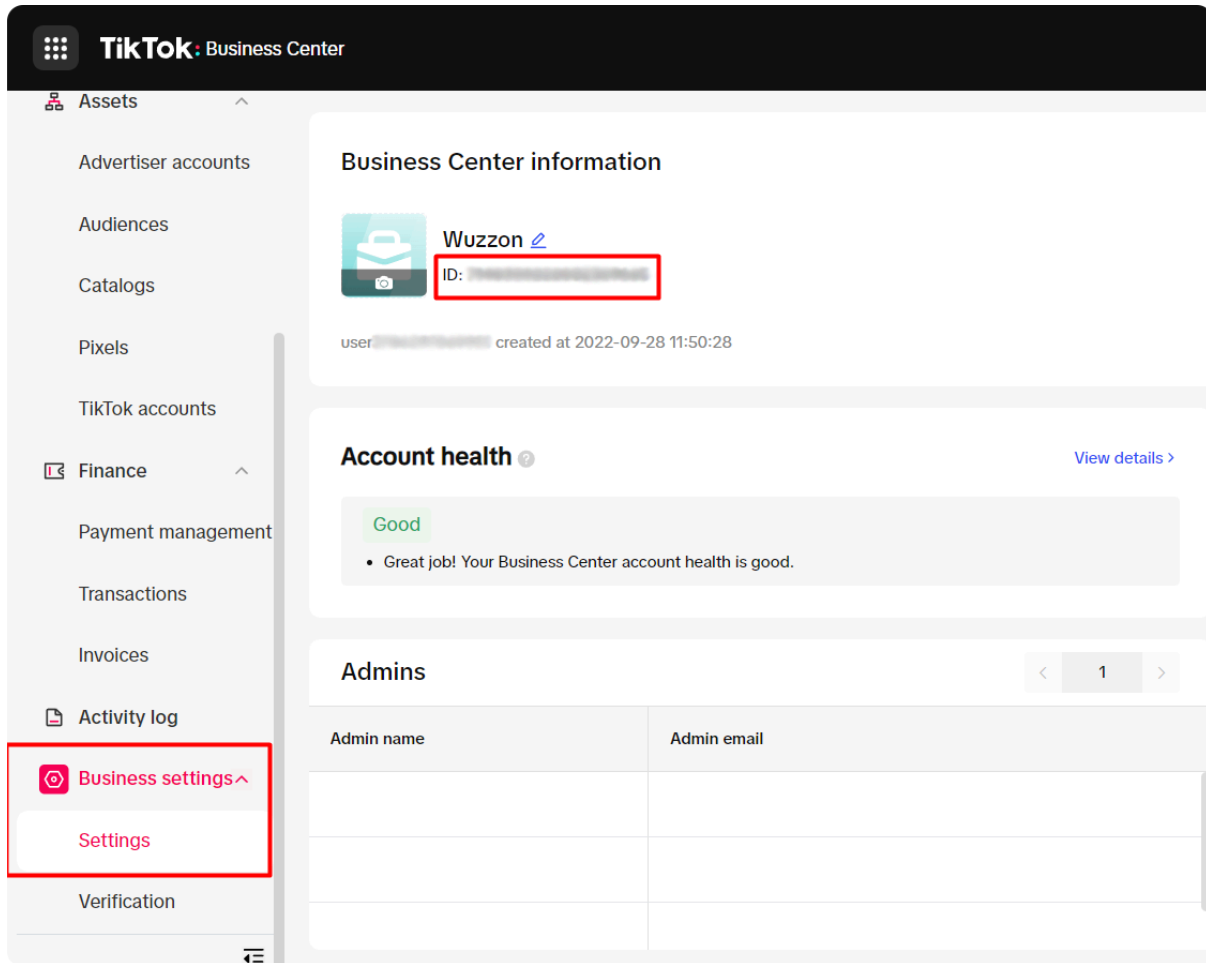 TikTok: Business Center
Assets
Advertiser accounts
Audiences
Catalogs
Pixels
TikTok accounts
Finance
Payment management
Transactions
Invoices
Activity log
Business settings
Settings
Verification
Business Center information
Wuzzon
ID:
user created at 2022-09-28 11:50:28
Account health
View details >
Good
• Great job! Your Business Center account health is good.
Admins
< 1 >
Admin name Admin email